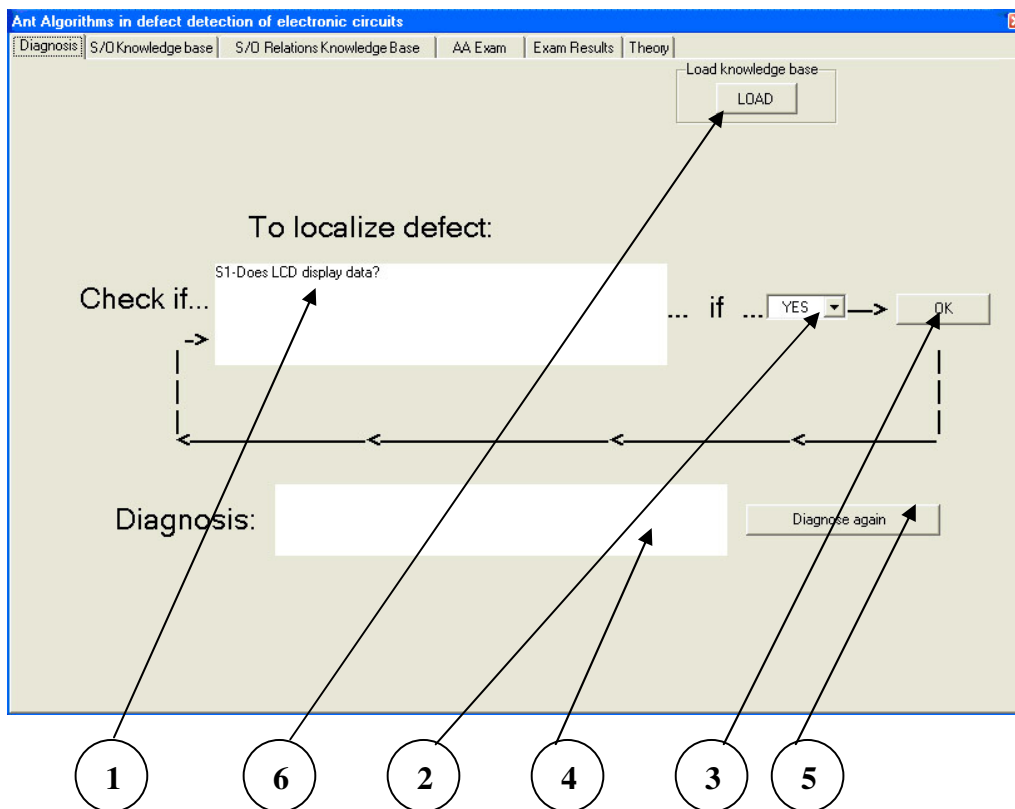 Ant Algorithms in defect detection of electronic circuits
Diagnosis S/O Knowledge base S/O Relations Knowledge Base AA Exam Exam Results Theory
Load knowledge base
LOAD
To localize defect:
S1-Does LCD display data?
Check if... ... if ... YES OK
Diagnosis: Diagnose again
1 6 2 4 3 5